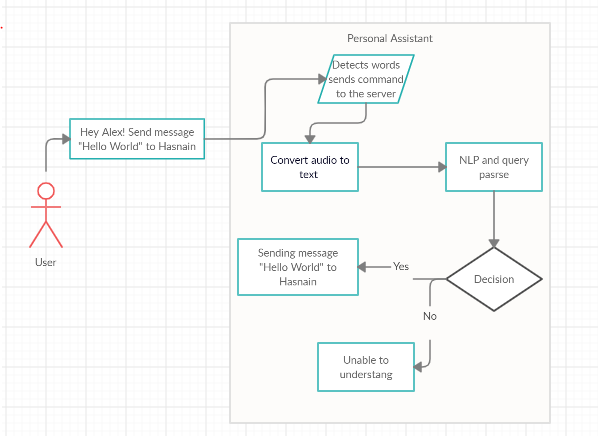 Personal Assistant
Detects words
sends command
to the server
Hey Alex! Send message
"Hello World" to Hasnain
Convert audio to
text
NLP and query
pasrse
Sending message
"Hello World" to
Hasnain
Yes
Decision
User
No
Unable to
understang